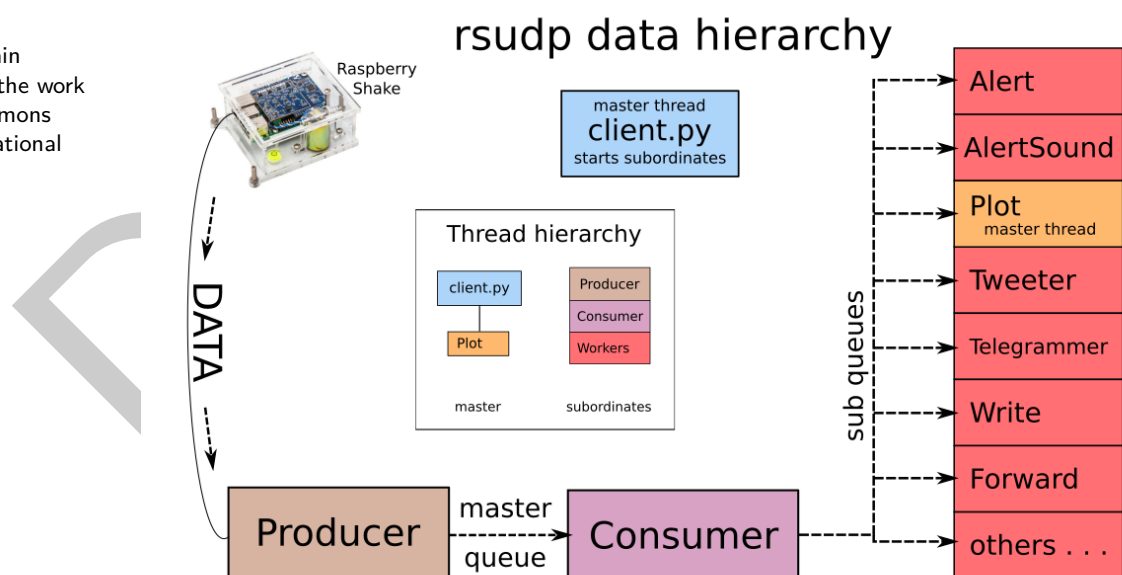 the work
rsudp data hierarchy
Raspberry
Shake
master thread
client.py
starts subordinates
Thread hierarchy
client.py
Plot
master
Producer
Consumer
Workers
subordinates
DATA
Producer
master
queue
Consumer
sub queues
Alert
AlertSound
Plot
master thread
Tweeter
Telegrammer
Write
Forward
others . . .